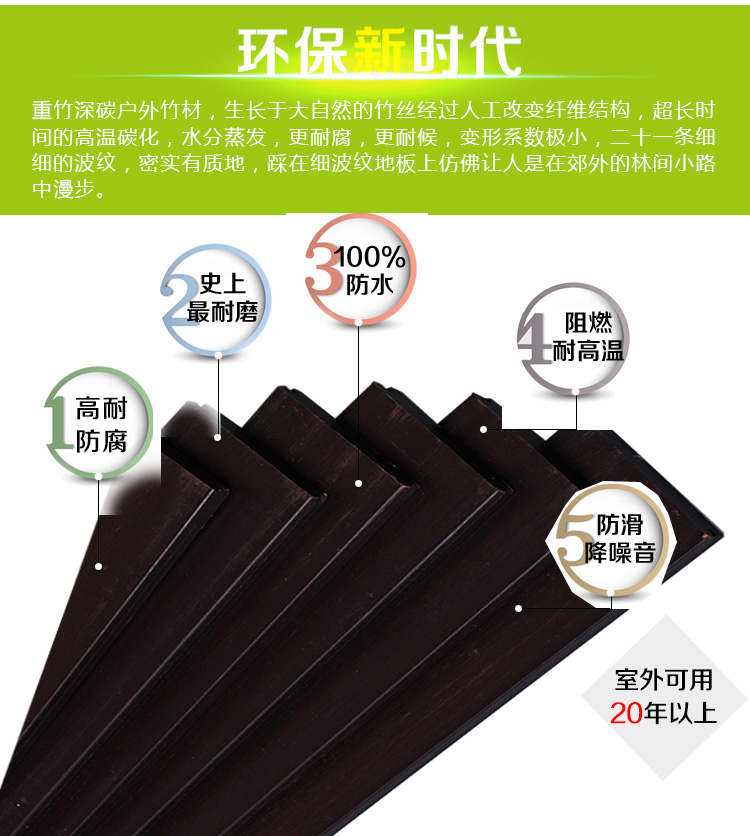 环保新时代
重竹深碳户外竹材，生长于大自然的竹丝经过人工改变纤维结构，超长时
间的高温碳化，水分蒸发，更耐腐，更耐候，变形系数极小，二十一条细
细的波纹，密实有质地，踩在细波纹地板上仿佛让人是在郊外的林间小路
中漫步。
1
高耐
防腐
2
史上
最耐磨
3
100%
防水
4
阻燃
耐高温
5
防滑
降噪音
室外可用
20年以上